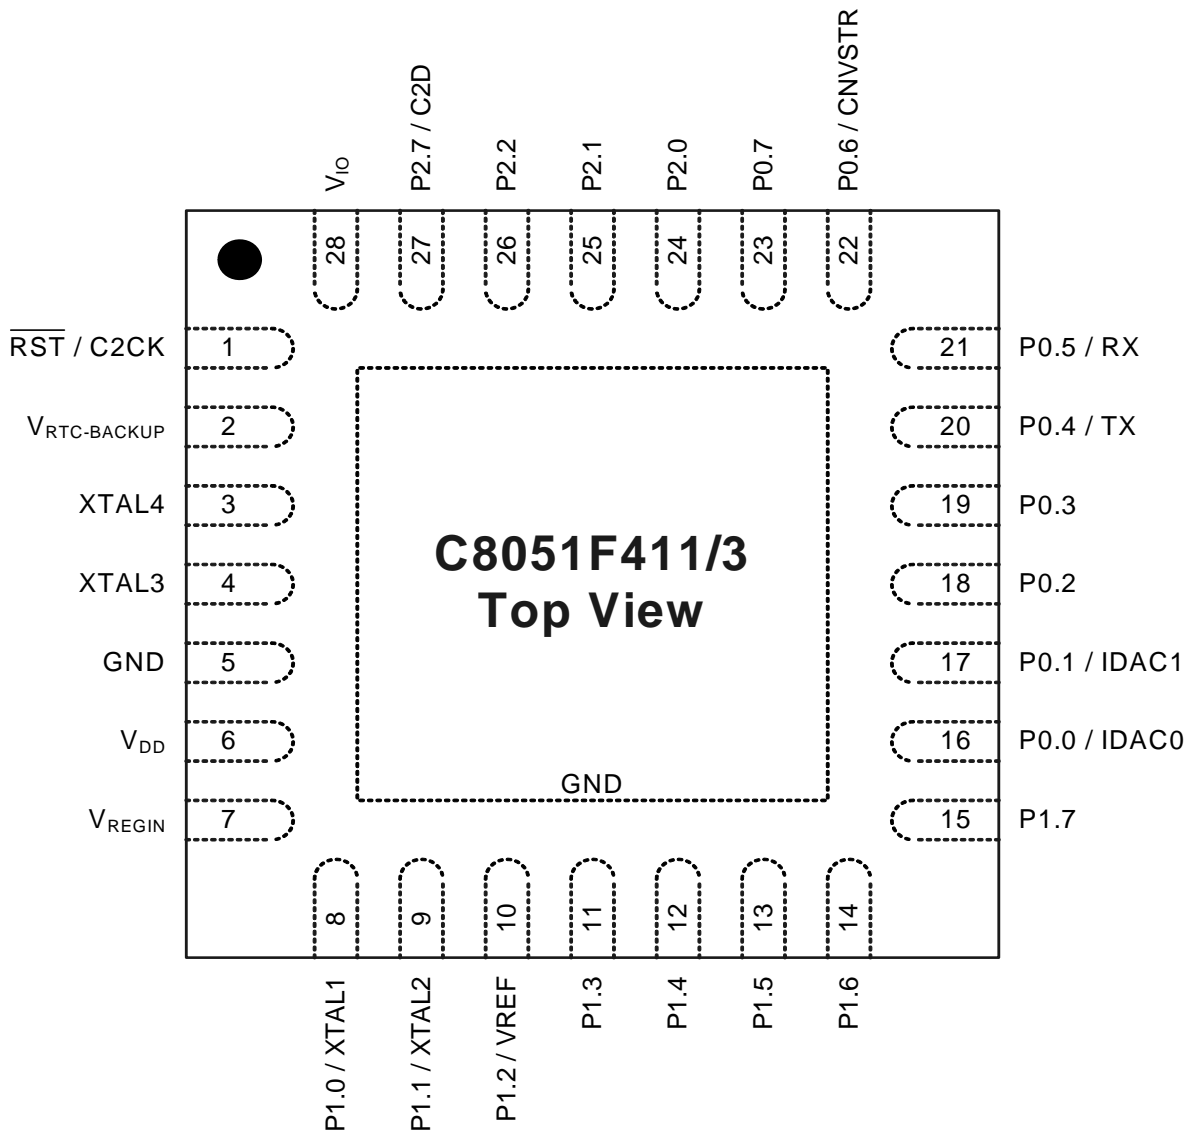 V_IO
P2.7 / C2D
P2.2
P2.1
P2.0
P0.7
P0.6 / CNVSTR
28
27
26
25
24
23
22
RST / C2CK
1
V_RTC-BACKUP
2
XTAL4
3
XTAL3
4
GND
5
V_DD
6
V_REGIN
7
C8051F411/3
Top View
GND
21
P0.5 / RX
20
P0.4 / TX
19
P0.3
18
P0.2
17
P0.1 / IDAC1
16
P0.0 / IDAC0
15
P1.7
8
9
10
11
12
13
14
P1.0 / XTAL1
P1.1 / XTAL2
P1.2 / VREF
P1.3
P1.4
P1.5
P1.6